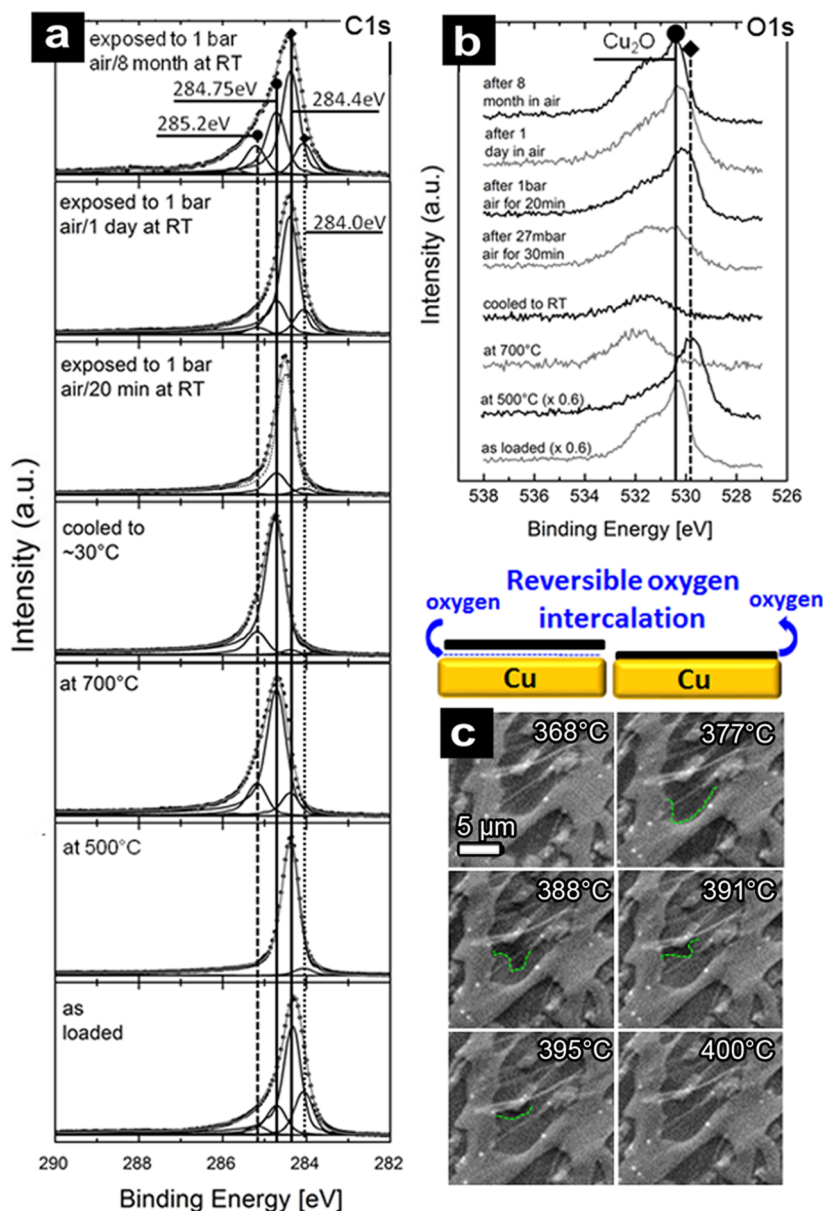 a
C1s
exposed to 1 bar
air/8 month at RT
284.75eV
284.4eV
285.2eV
exposed to 1 bar
air/1 day at RT
284.0eV
exposed to 1 bar
air/20 min at RT
cooled to
~30°C
at 700°C
at 500°C
as
loaded
Intensity (a.u.)
290 288 286 284 282
Binding Energy [eV]
b
O1s
Cu2O
after 8
month in air
after 1
day in air
after 1bar
air for 20min
after 27mbar
air for 30min
cooled to RT
at 700°C
at 500°C (x 0.6)
as loaded (x 0.6)
Intensity (a.u.)
538 536 534 532 530 528 526
Binding Energy [eV]
Reversible oxygen
intercalation
oxygen
oxygen
Cu
Cu
c
368°C
377°C
5 µm
388°C
391°C
395°C
400°C